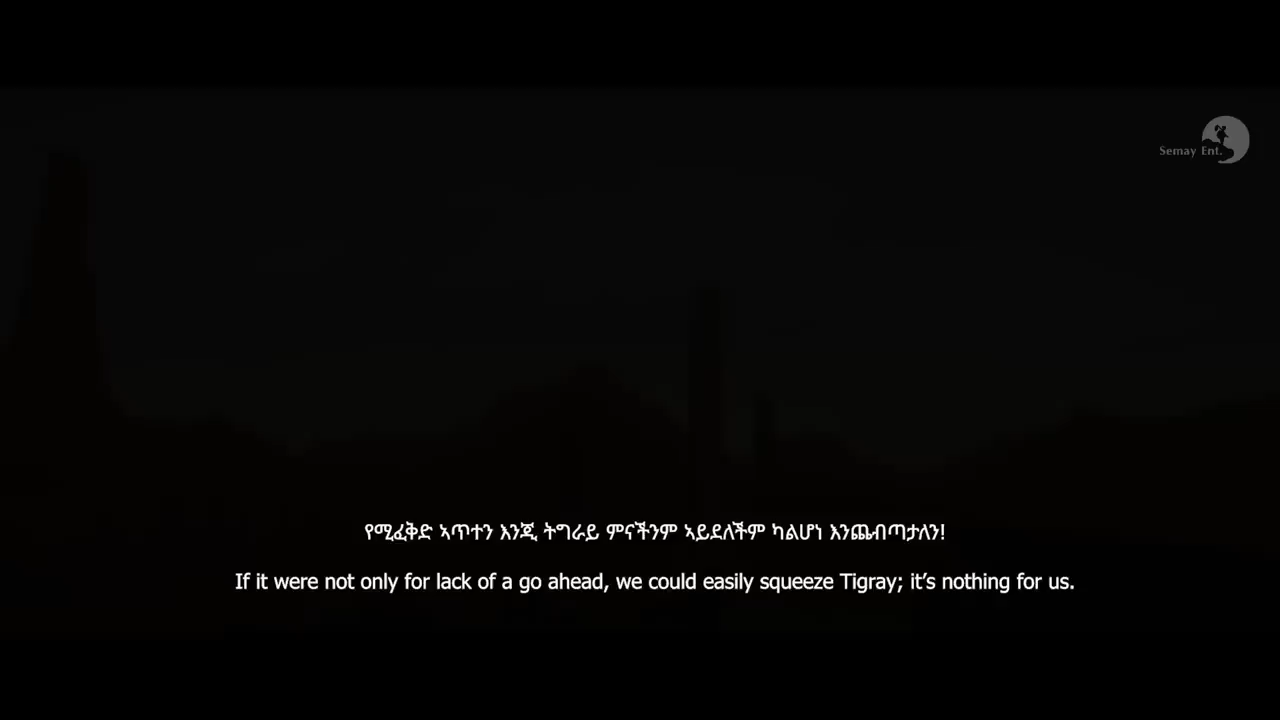 Semay Ent.
የሚፈቅድ ኣጥተን እንጂ ትግራይ ምናችንም ኣይደለችም ካልሆነ እንጨብጣታለን!
If it were not only for lack of a go ahead, we could easily squeeze Tigray; it’s nothing for us.